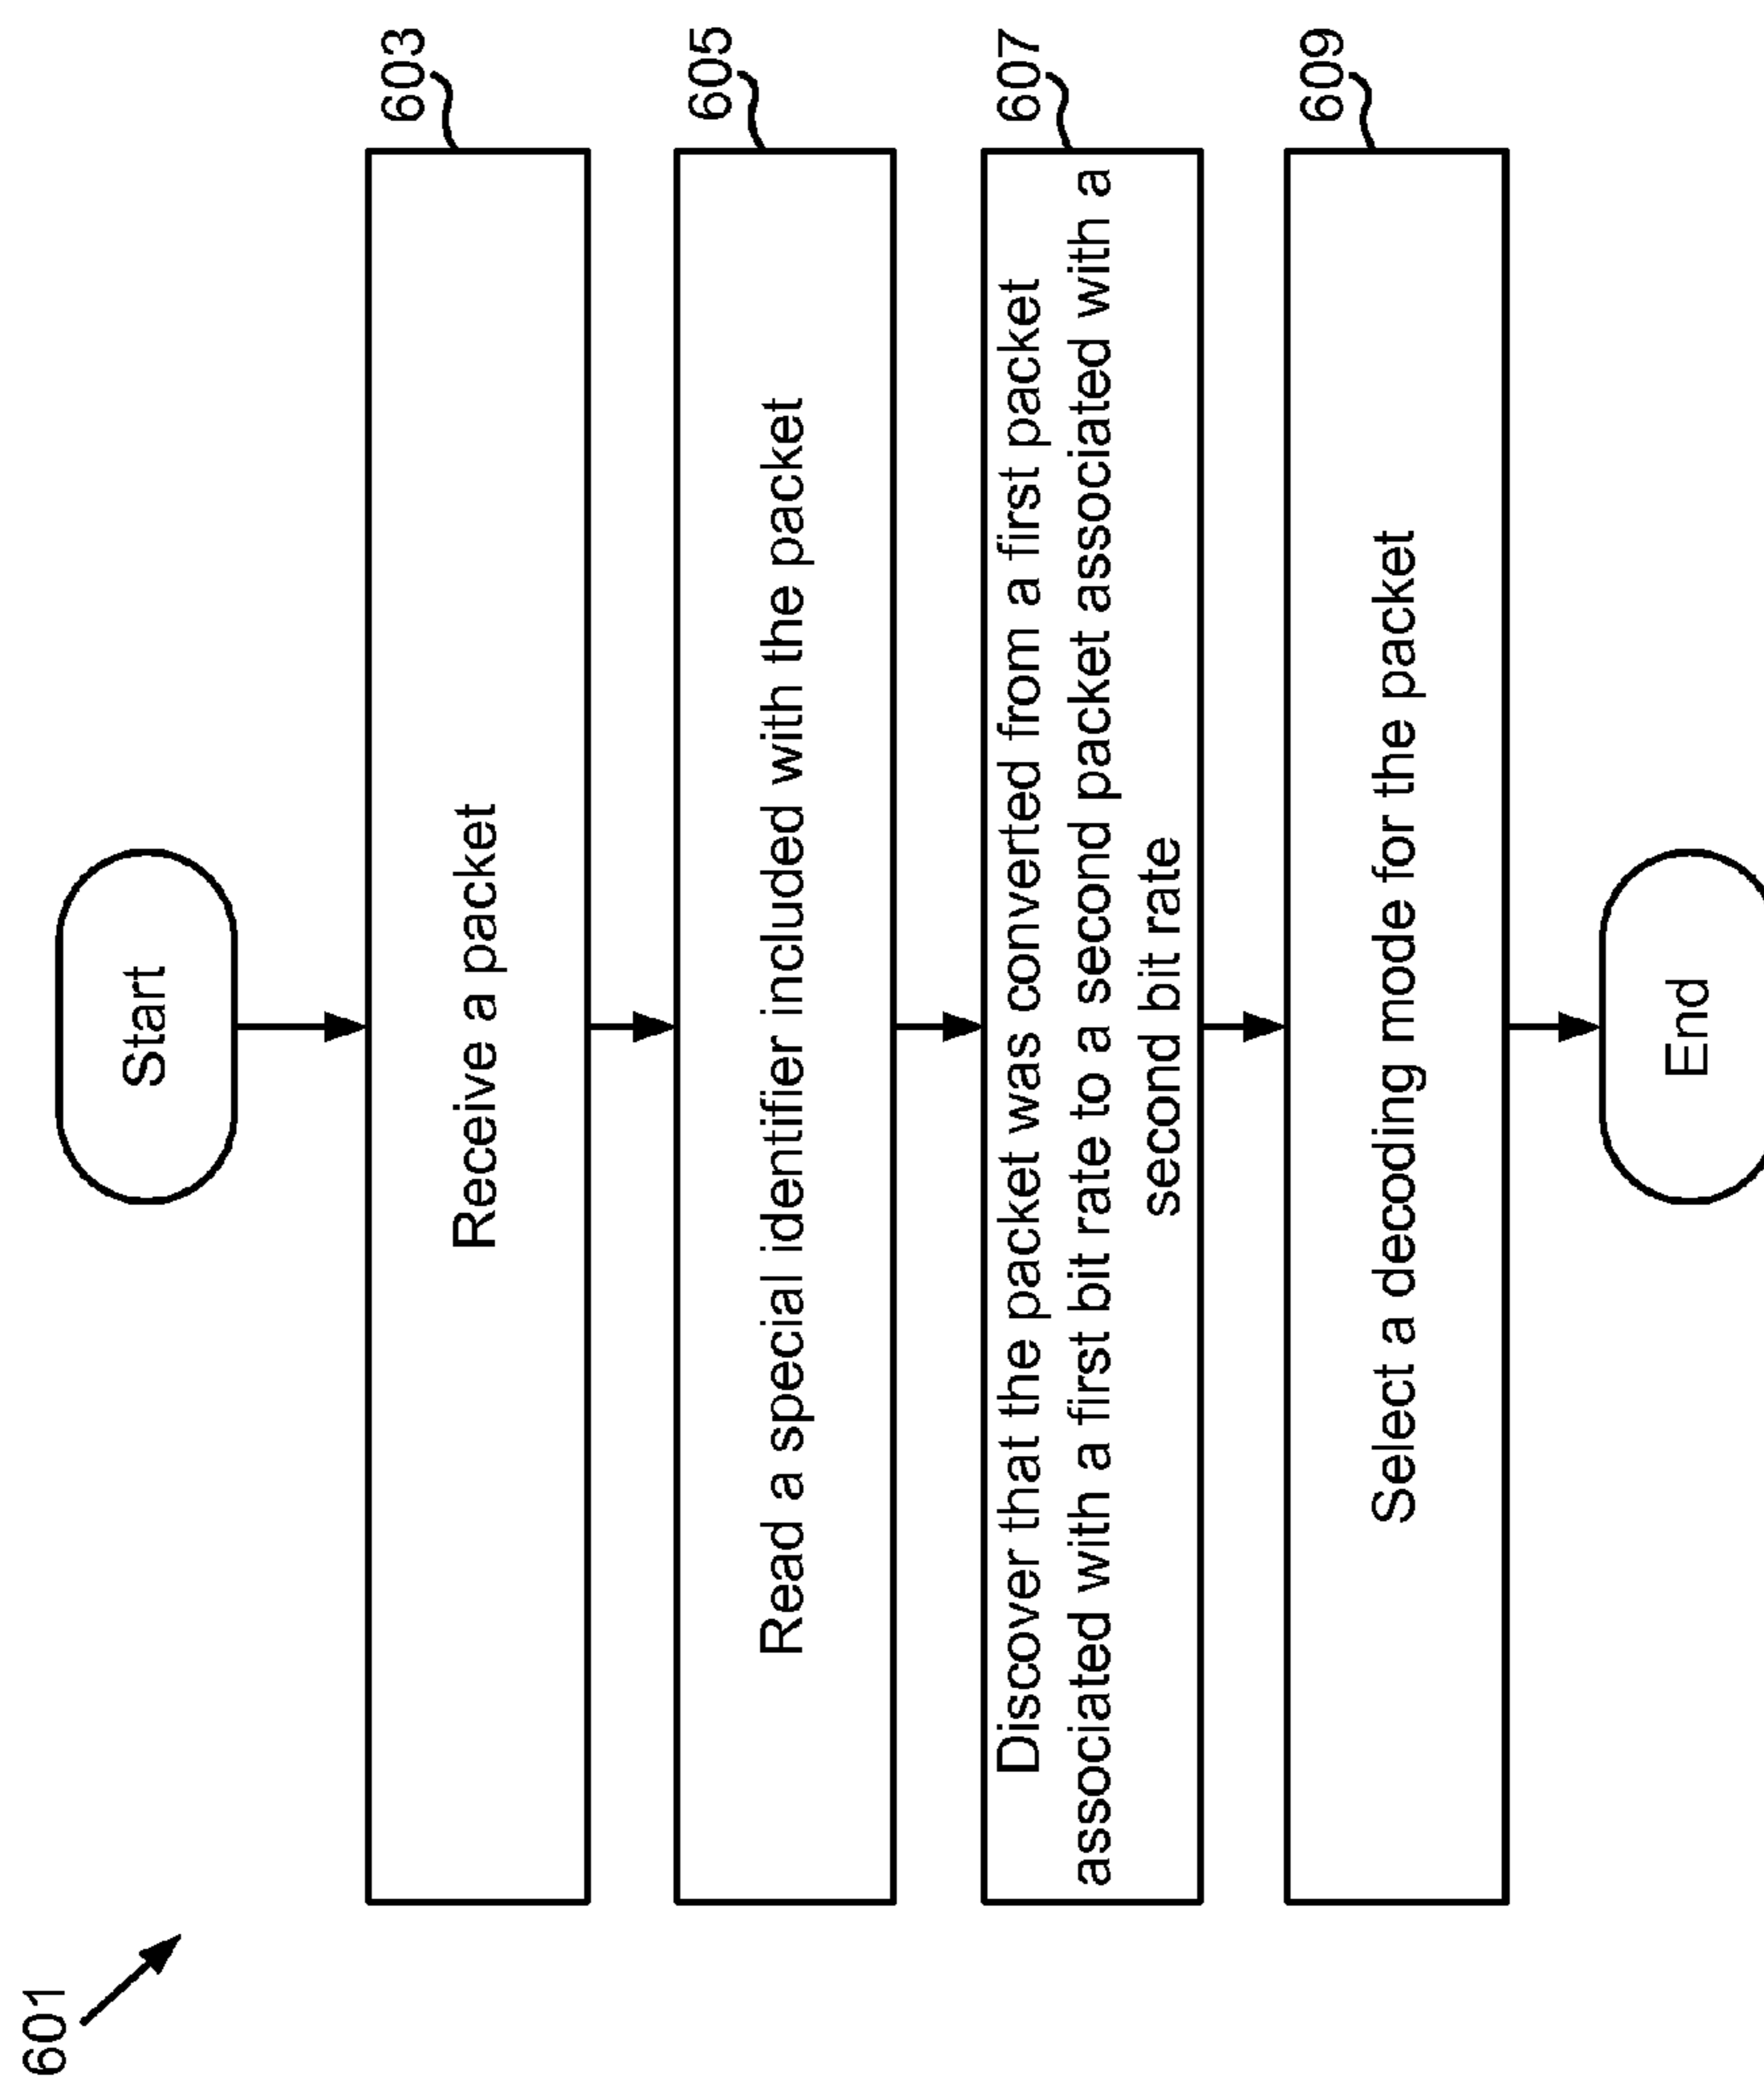 601
Start
603
Receive a packet
605
Read a special identifier included with the packet
607
Discover that the packet was converted from a first packet
associated with a first bit rate to a second packet associated with a
second bit rate
609
Select a decoding mode for the packet
End